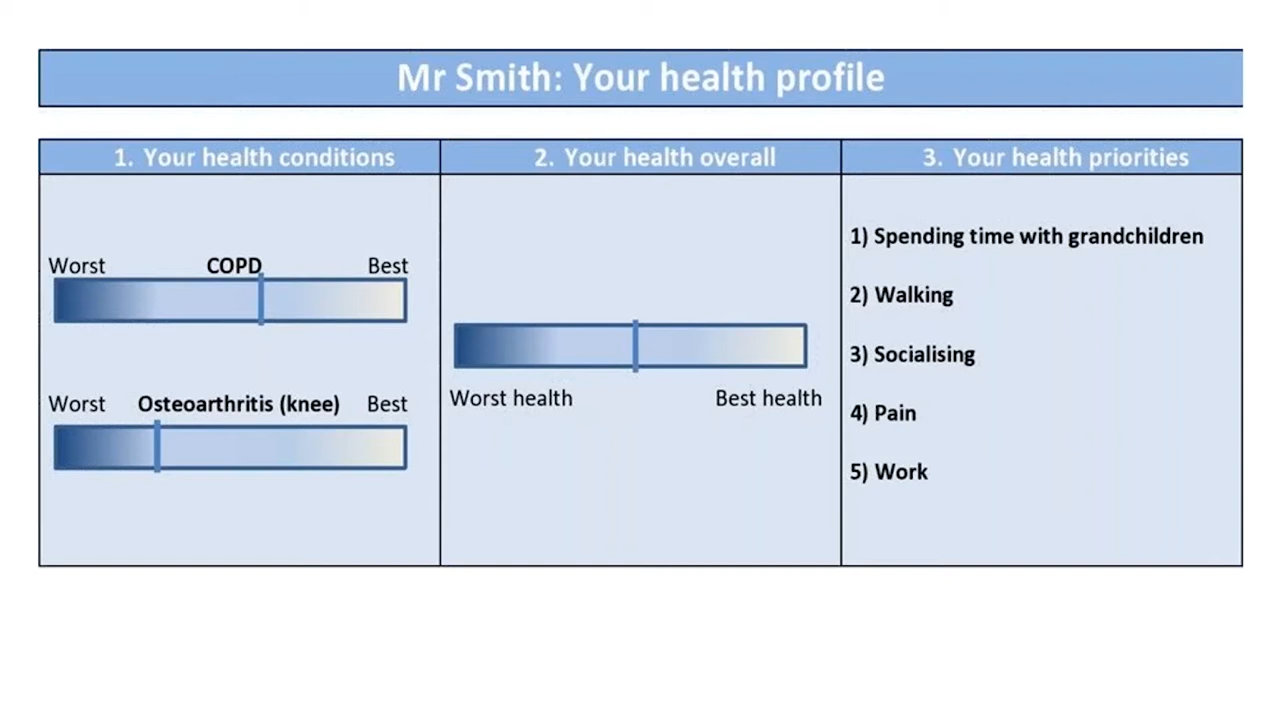 Mr Smith: Your health profile
1. Your health conditions
Worst COPD Best
Worst Osteoarthritis (knee) Best
2. Your health overall
Worst health Best health
3. Your health priorities
1) Spending time with grandchildren
2) Walking
3) Socialising
4) Pain
5) Work